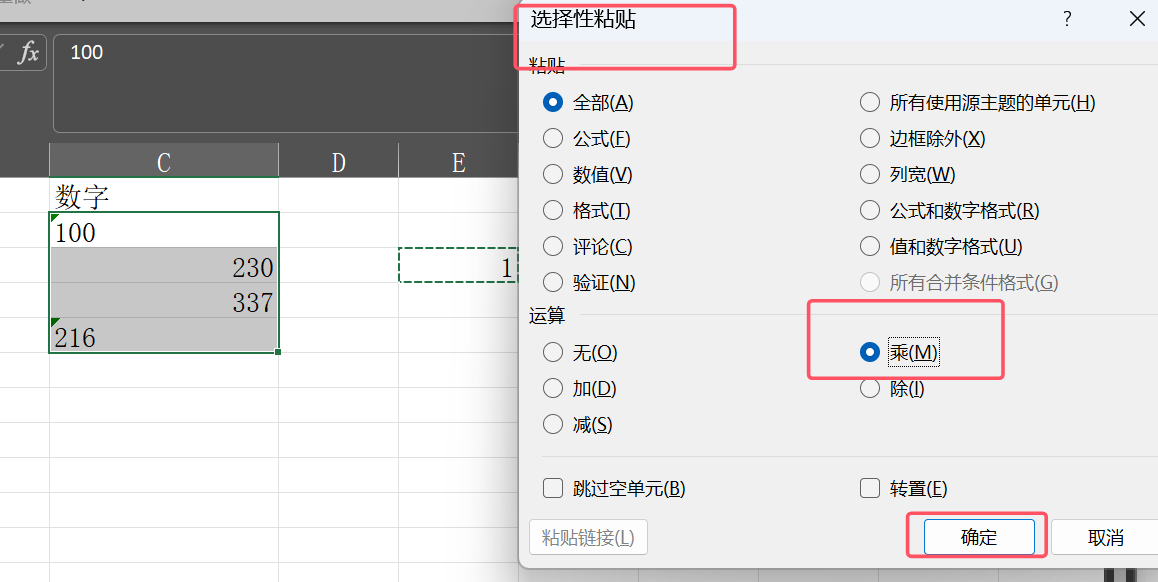 选择性粘贴
?
fx
100
粘贴
全部(A)
所有使用源主题的单元(H)
公式(F)
边框除外(X)
C
D
E
数值(V)
列宽(W)
数字
格式(T)
公式和数字格式(R)
100
评论(C)
值和数字格式(U)
230
1
验证(N)
所有合并条件格式(G)
337
运算
216
无(O)
乘(M)
加(D)
除(I)
减(S)
跳过空单元(B)
转置(E)
粘贴链接(L)
确定
取消